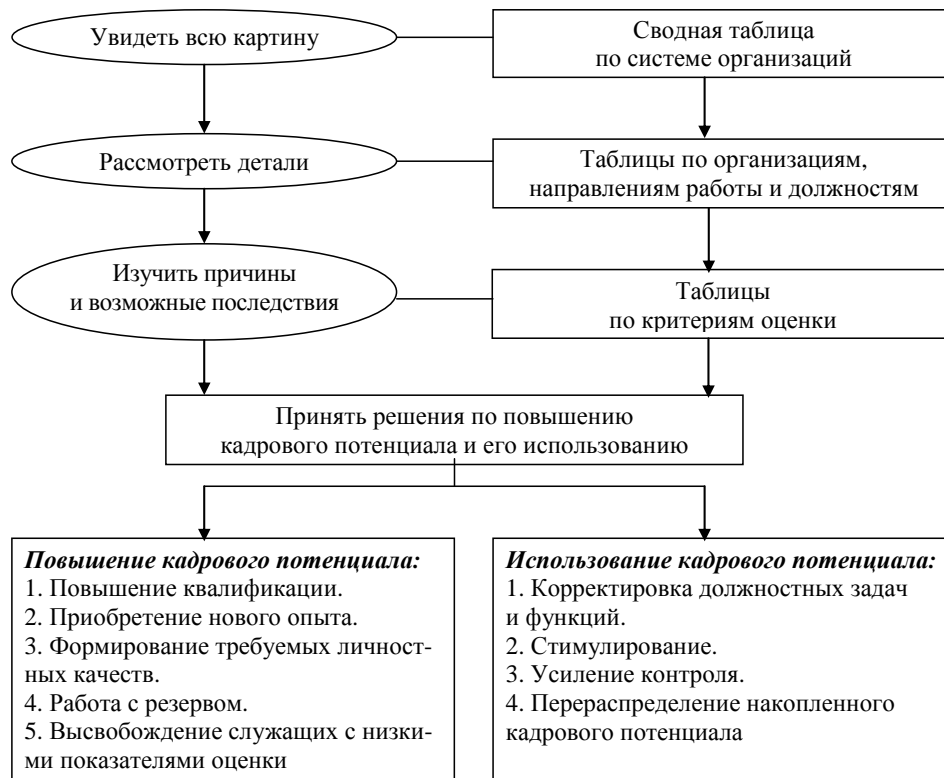 Увидеть всю картину
Сводная таблица
по системе организаций
Рассмотреть детали
Таблицы по организациям,
направлениям работы и должностям
Изучить причины
и возможные последствия
Таблицы
по критериям оценки
Принять решения по повышению
кадрового потенциала и его использованию
Повышение кадрового потенциала:
1. Повышение квалификации.
2. Приобретение нового опыта.
3. Формирование требуемых личност-
ных качеств.
4. Работа с резервом.
5. Высвобождение служащих с низки-
ми показателями оценки
Использование кадрового потенциала:
1. Корректировка должностных задач
и функций.
2. Стимулирование.
3. Усиление контроля.
4. Перераспределение накопленного
кадрового потенциала